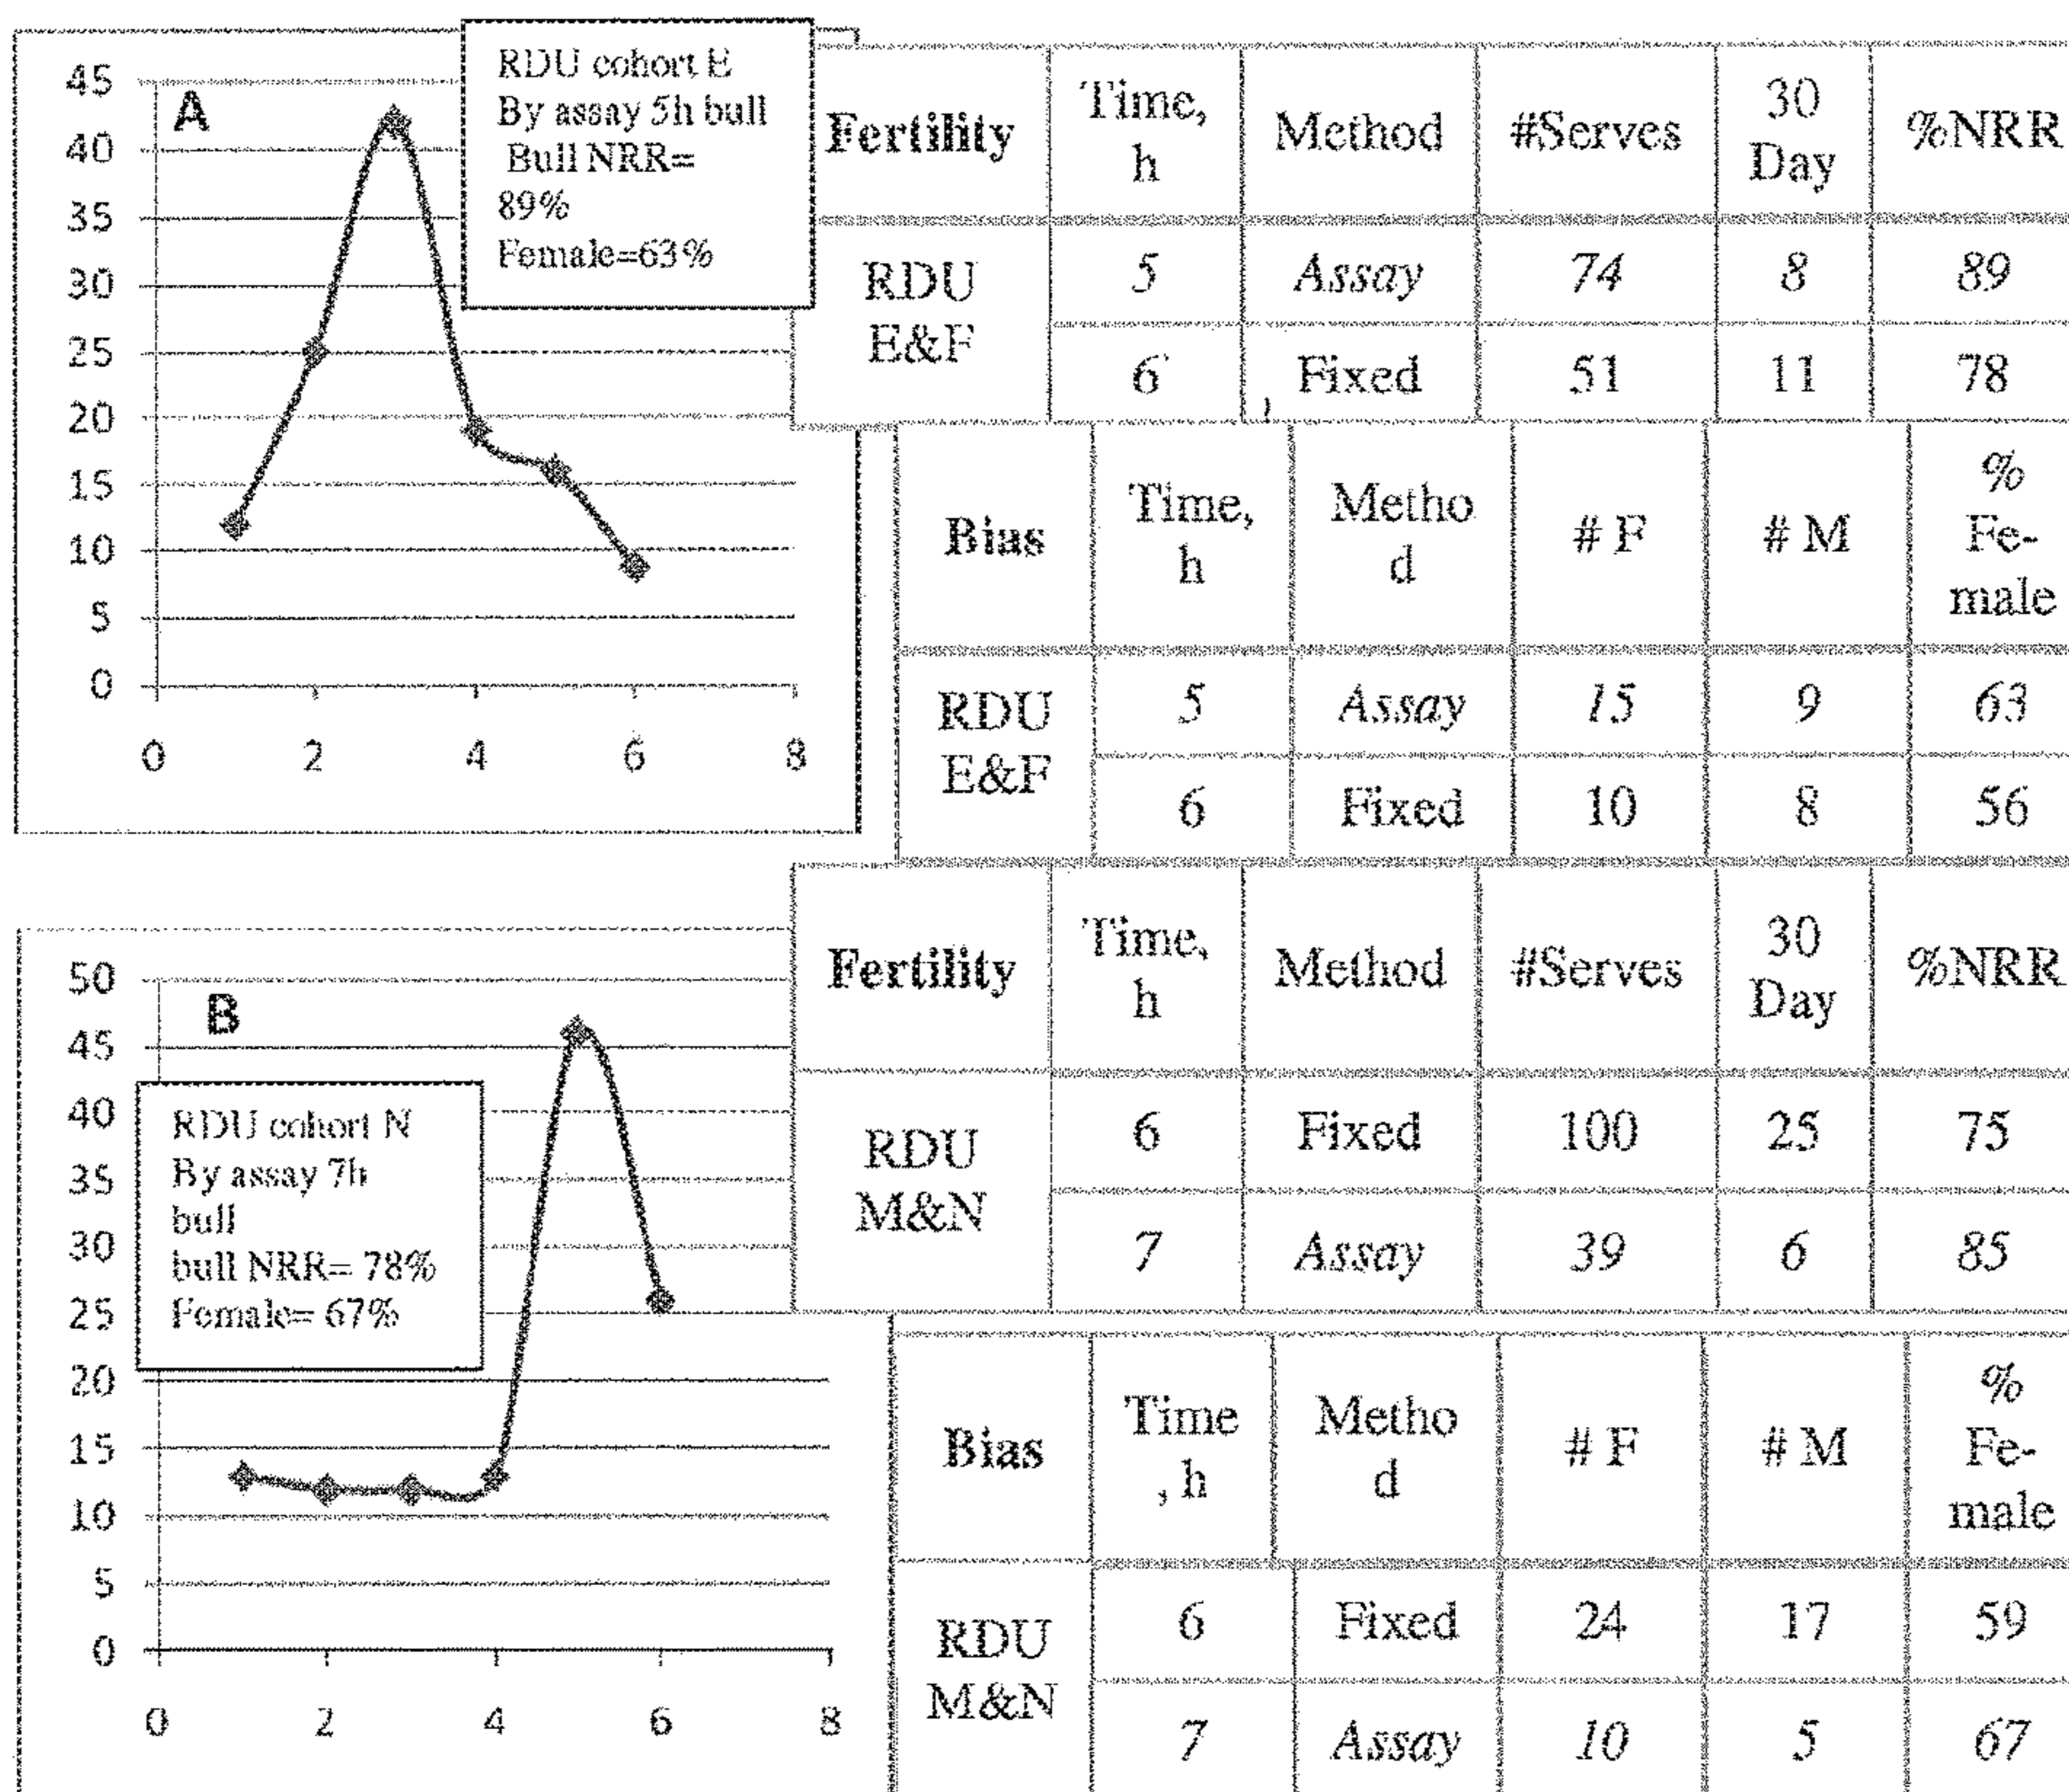 45
40
35
30
25
20
15
10
5
0
0 2 4 6 8
A
RDU cohort E
By assay 5h bull
Bull NRR=
89%
Female=63%
Fertility Time, h Method #Serves 30 Day %NRR
RDU E&F 5 Assay 74 8 89
6 Fixed 51 11 78
Bias Time, h Metho d # F # M % Fe- male
RDU E&F 5 Assay 15 9 63
6 Fixed 10 8 56
50
45
40
35
30
25
20
15
10
5
0
0 2 4 6 8
B
RDU cohort N
By assay 7h
bull
bull NRR= 78%
Female= 67%
Fertility Time, h Method #Serves 30 Day %NRR
RDU M&N 6 Fixed 100 25 75
7 Assay 39 6 85
Bias Time , h Metho d # F # M % Fe- male
RDU M&N 6 Fixed 24 17 59
7 Assay 10 5 67